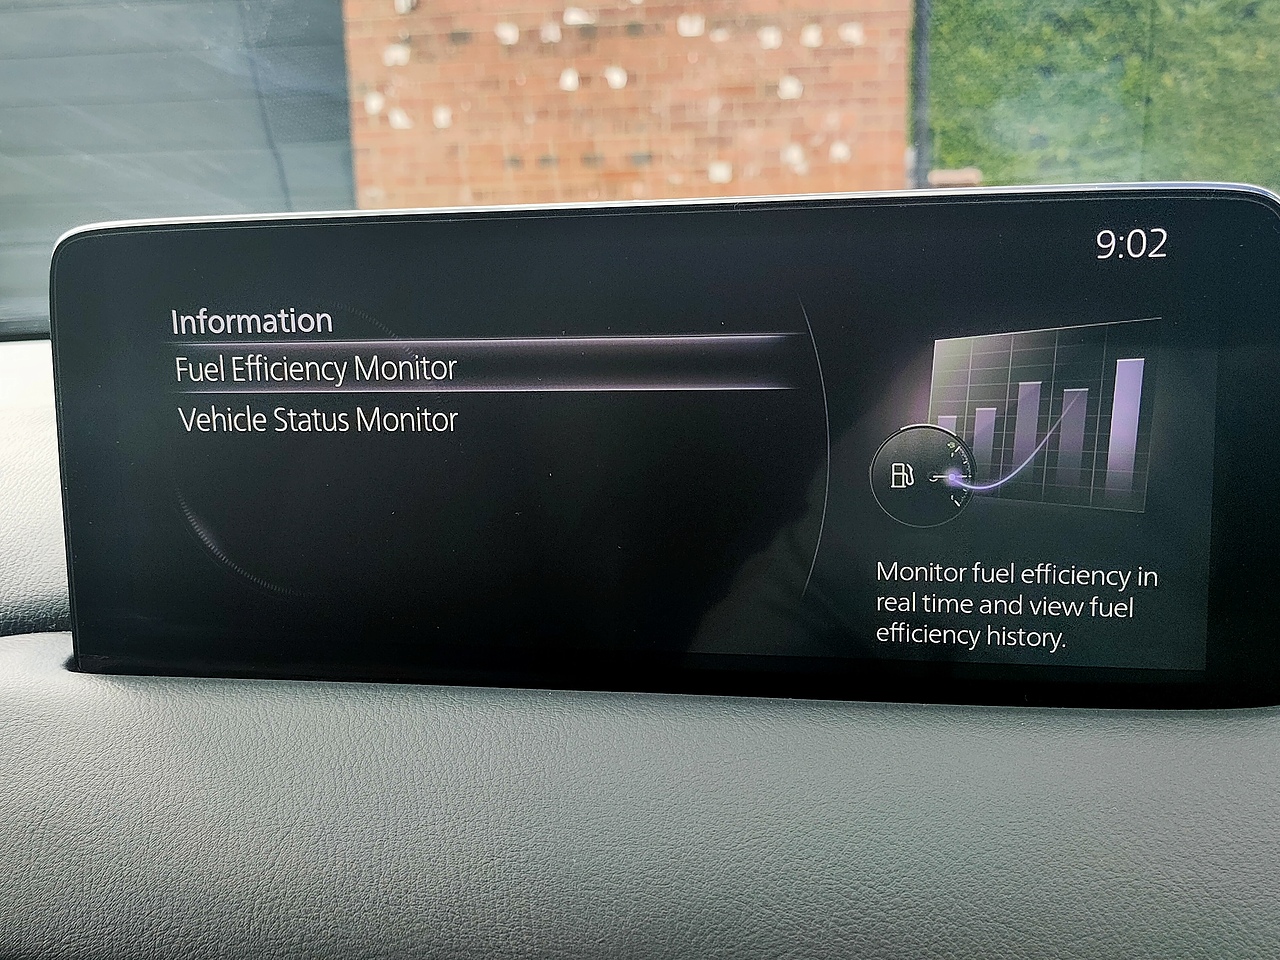 9:02
Information
Fuel Efficiency Monitor
Vehicle Status Monitor
Monitor fuel efficiency in
real time and view fuel
efficiency history.